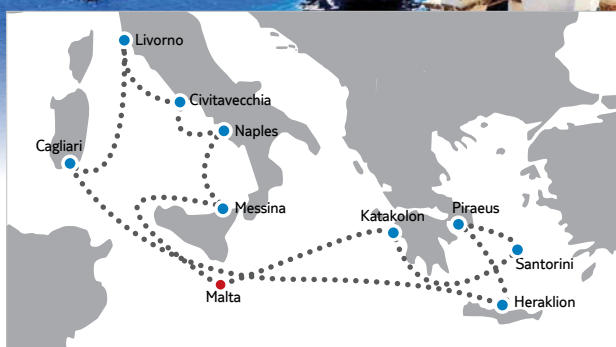 Livorno
Civitavecchia
Naples
Cagliari
Messina
Katakolon
Piraeus
Santorini
Malta
Heraklion